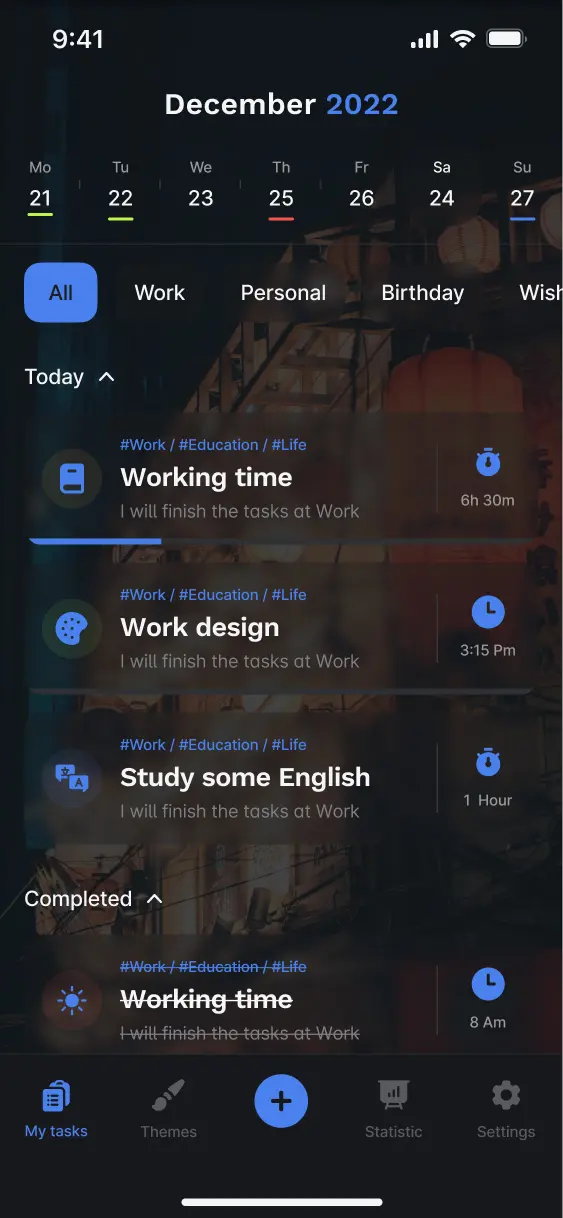 9:41
December 2022
Mo Tu We Th Fr Sa Su
21 22 23 25 26 24 27
All Work Personal Birthday Wish
Today
#Work / #Education / #Life
Working time
I will finish the tasks at Work
6h 30m
#Work / #Education / #Life
Work design
I will finish the tasks at Work
3:15 Pm
#Work / #Education / #Life
Study some English
I will finish the tasks at Work
1 Hour
Completed
#Work / #Education / #Life
Working time
I will finish the tasks at Work
8 Am
My tasks Themes Statistic Settings